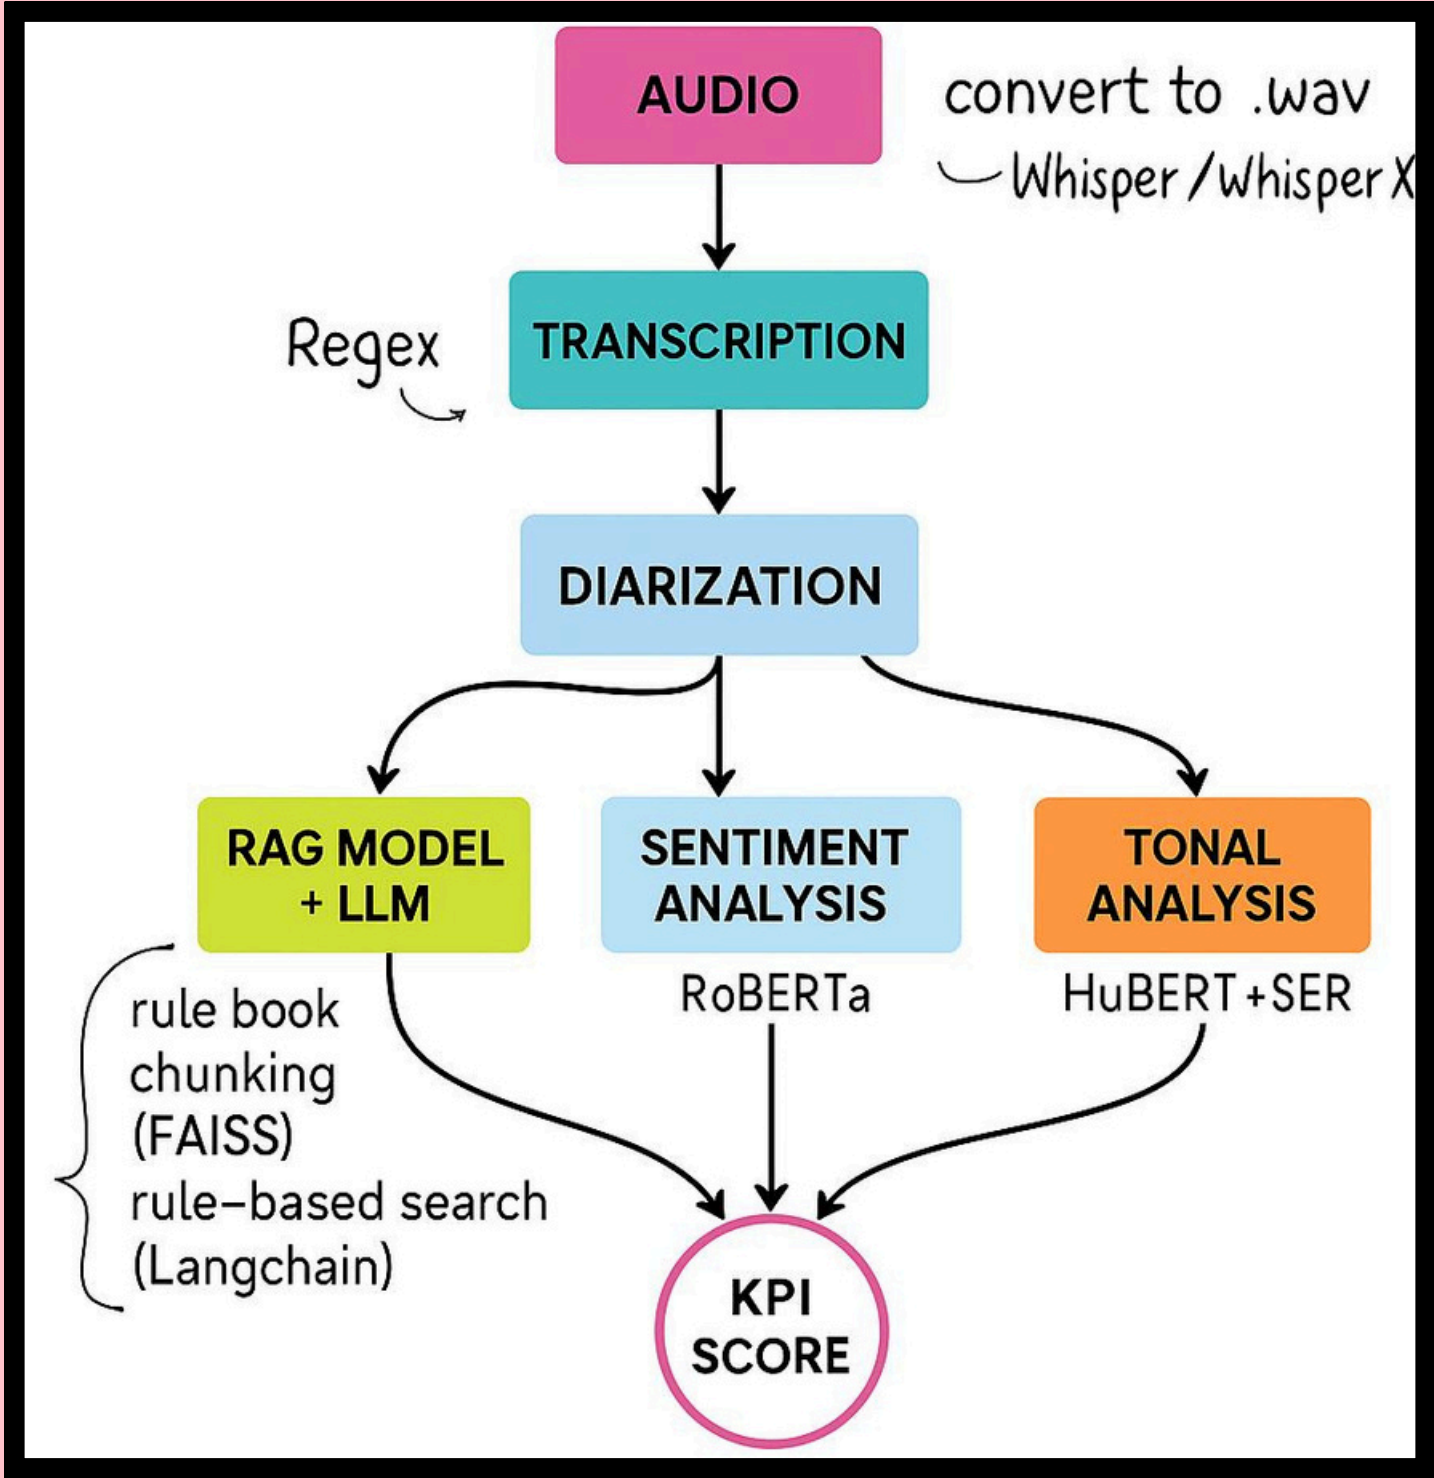 AUDIO
convert to .wav
Whisper/WhisperX
Regex
TRANSCRIPTION
DIARIZATION
RAG MODEL
+ LLM
SENTIMENT
ANALYSIS
TONAL
ANALYSIS
RoBERTa
HuBERT+SER
rule book
chunking
(FAISS)
rule-based search
(Langchain)
KPI
SCORE